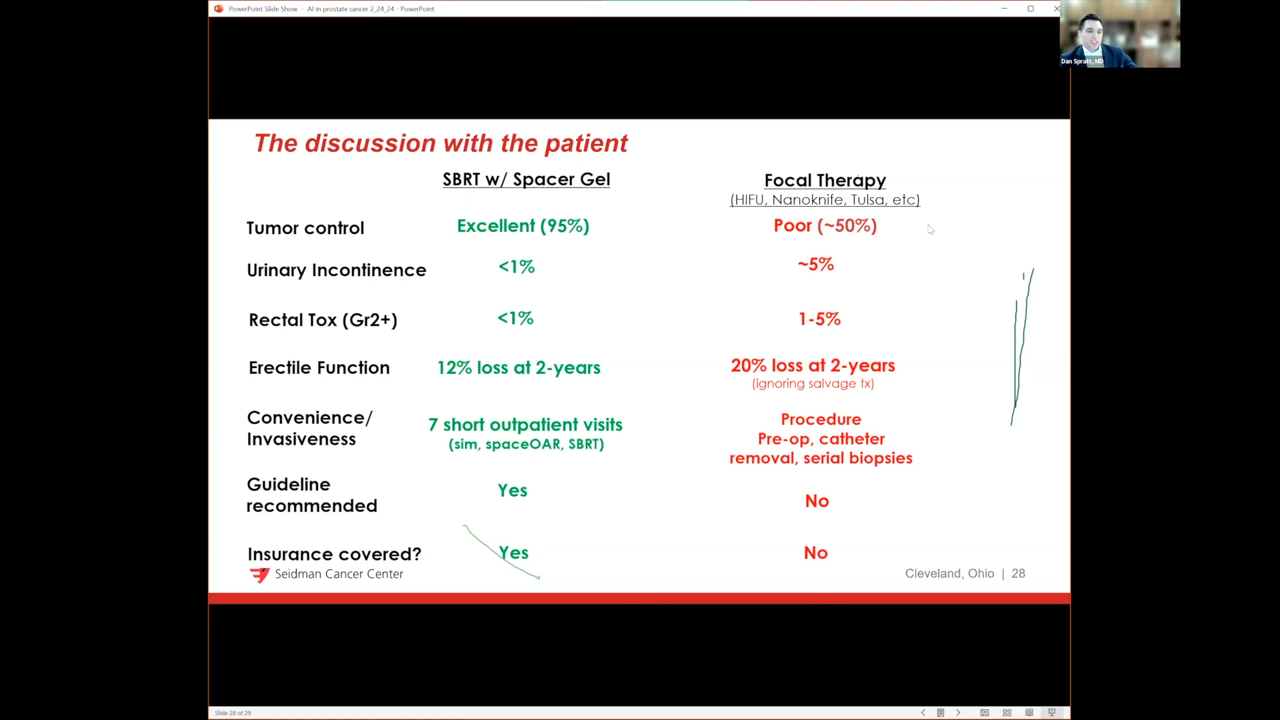 PowerPoint Slide Show - AI in prostate cancer 2_24_24 - PowerPoint
Dan Spratt, MD
The discussion with the patient
SBRT w/ Spacer Gel
Focal Therapy
(HIFU, Nanoknife, Tulsa, etc)
Tumor control
Excellent (95%)
Poor (~50%)
Urinary Incontinence
<1%
~5%
Rectal Tox (Gr2+)
<1%
1-5%
Erectile Function
12% loss at 2-years
20% loss at 2-years
(ignoring salvage tx)
Convenience/
Invasiveness
7 short outpatient visits
(sim, spaceOAR, SBRT)
Procedure
Pre-op, catheter
removal, serial biopsies
Guideline
recommended
Yes
No
Insurance covered?
Yes
No
Seidman Cancer Center
Cleveland, Ohio | 28
Slide 28 of 29